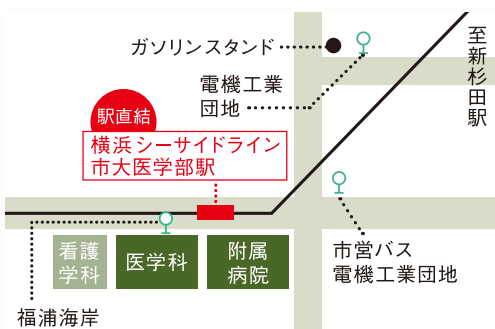 ガソリンスタンド
至新杉田駅
電機工業
団地
駅直結
横浜シーサイドライン
市大医学部駅
看護
学科
医学科
附属
病院
市営バス
電機工業団地
福浦海岸